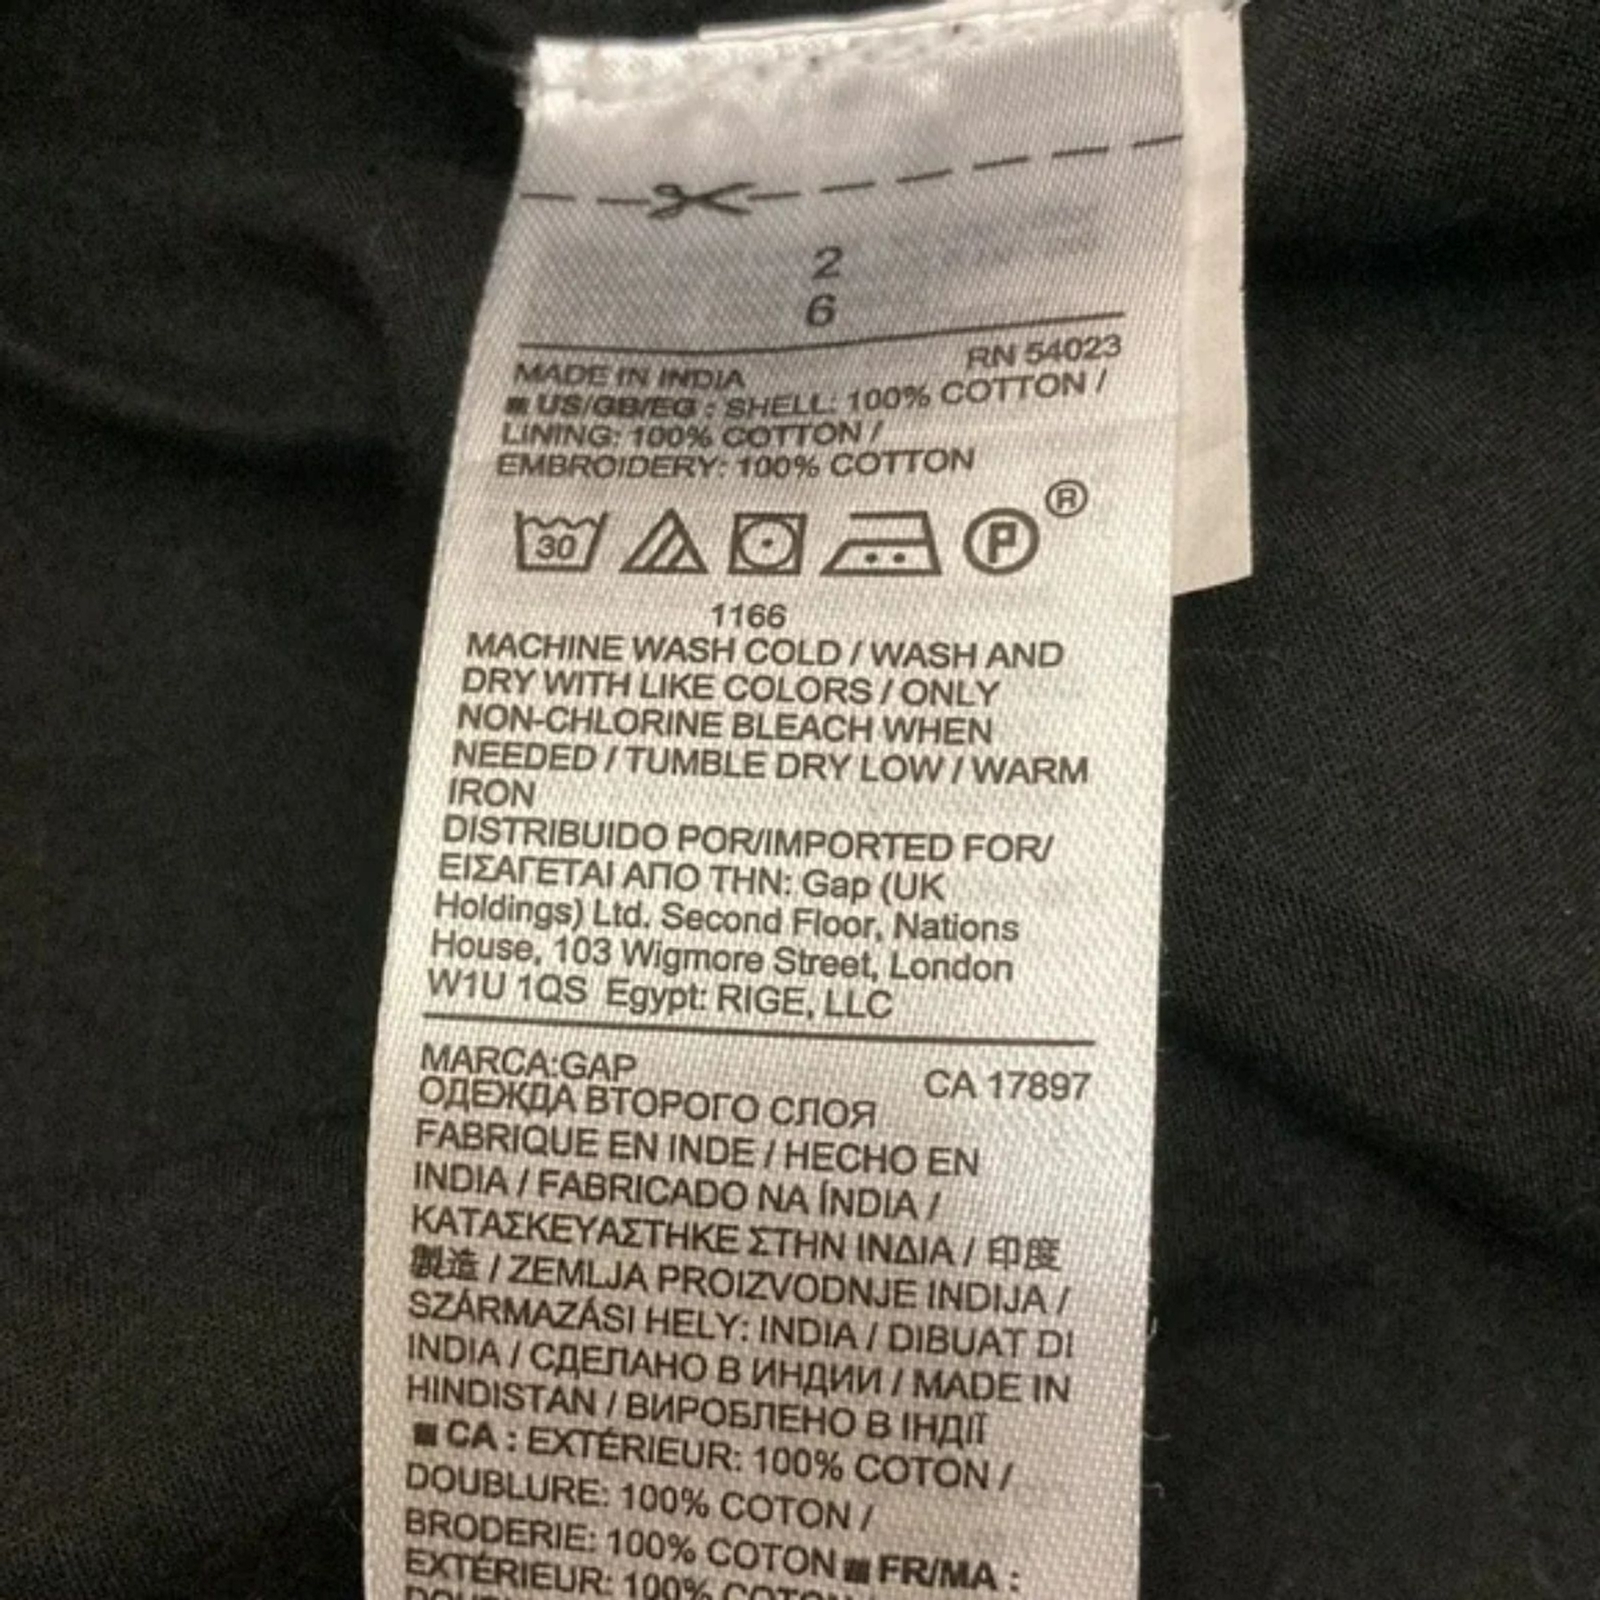 2
6
RN 54023
MADE IN INDIA
■ US/GB/EG : SHELL: 100% COTTON /
LINING: 100% COTTON /
EMBROIDERY: 100% COTTON
30 P ®
1166
MACHINE WASH COLD / WASH AND
DRY WITH LIKE COLORS / ONLY
NON-CHLORINE BLEACH WHEN
NEEDED / TUMBLE DRY LOW / WARM
IRON
DISTRIBUIDO POR/IMPORTED FOR/
ΕΙΣΑΓΕΤΑΙ ΑΠΟ ΤΗΝ: Gap (UK
Holdings) Ltd. Second Floor, Nations
House, 103 Wigmore Street, London
W1U 1QS Egypt: RIGE, LLC
MARCA:GAP
CA 17897
ОДЕЖДА ВТОРОГО СЛОЯ
FABRIQUE EN INDE / HECHO EN
INDIA / FABRICADO NA ÍNDIA /
ΚΑΤΑΣΚΕΥΑΣΤΗΚΕ ΣΤΗΝ ΙΝΔΙΑ / 印度
製造 / ZEMLJA PROIZVODNJE INDIJA /
SZÁRMAZÁSI HELY: INDIA / DIBUAT DI
INDIA / СДЕЛАНО В ИНДИИ / MADE IN
HINDISTAN / ВИРОБЛЕНО В ІНДІЇ
■ CA : EXTÉRIEUR: 100% COTON /
DOUBLURE: 100% COTON /
BRODERIE: 100% COTON ■ FR/MA :
EXTÉRIEUR: 100% COTON /